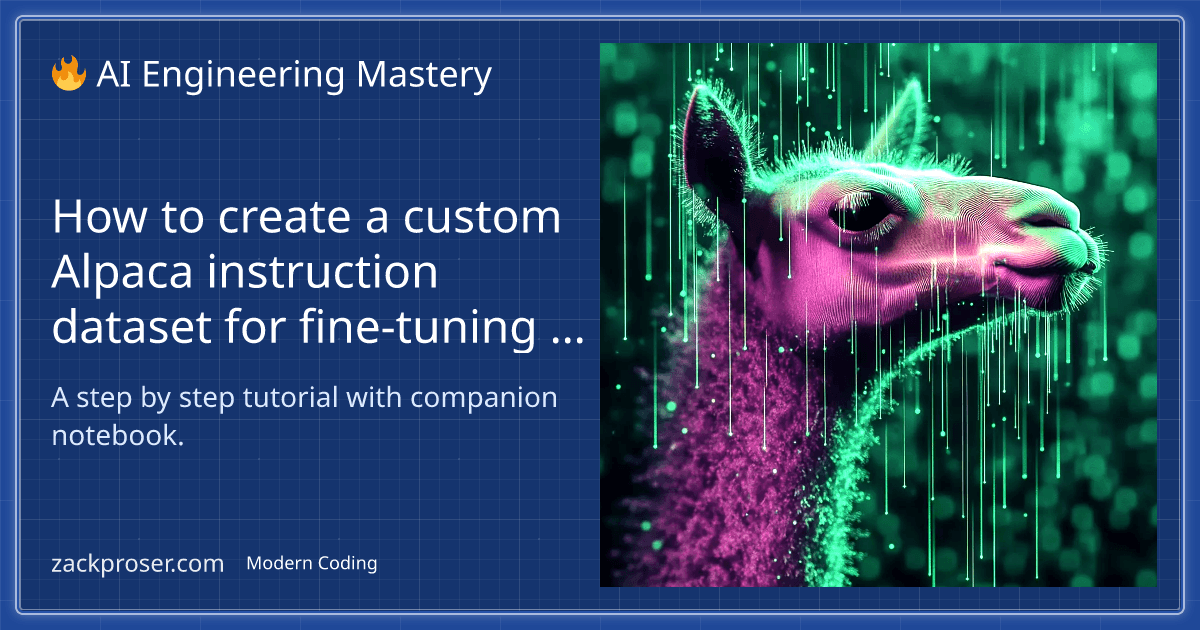 🔥 AI Engineering Mastery
How to create a custom
Alpaca instruction
dataset for fine-tuning ...
A step by step tutorial with companion
notebook.
zackproser.com Modern Coding